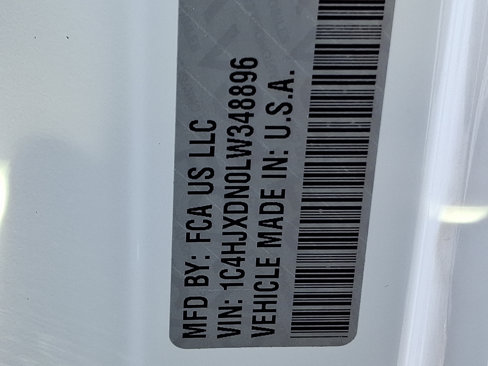 MFD BY: FCA US LLC
VIN: 1C4HJXDN0LW348896
VEHICLE MADE IN: U.S.A.